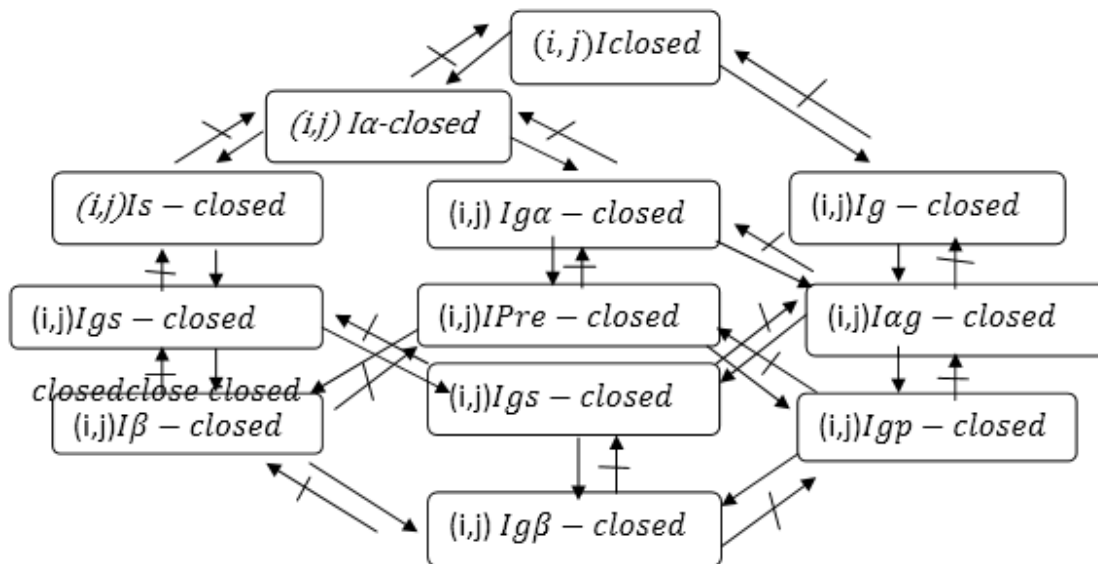 (i, j)Iclosed
(i,j) Iα-closed
(i,j)Is − closed
(i,j) Igα − closed
(i,j)Ig − closed
(i,j)Igs − closed
(i,j)IPre − closed
(i,j)Iαg − closed
closedclose closed
(i,j)Iβ − closed
(i,j)Igs − closed
(i,j)Igp − closed
(i,j) Igβ − closed